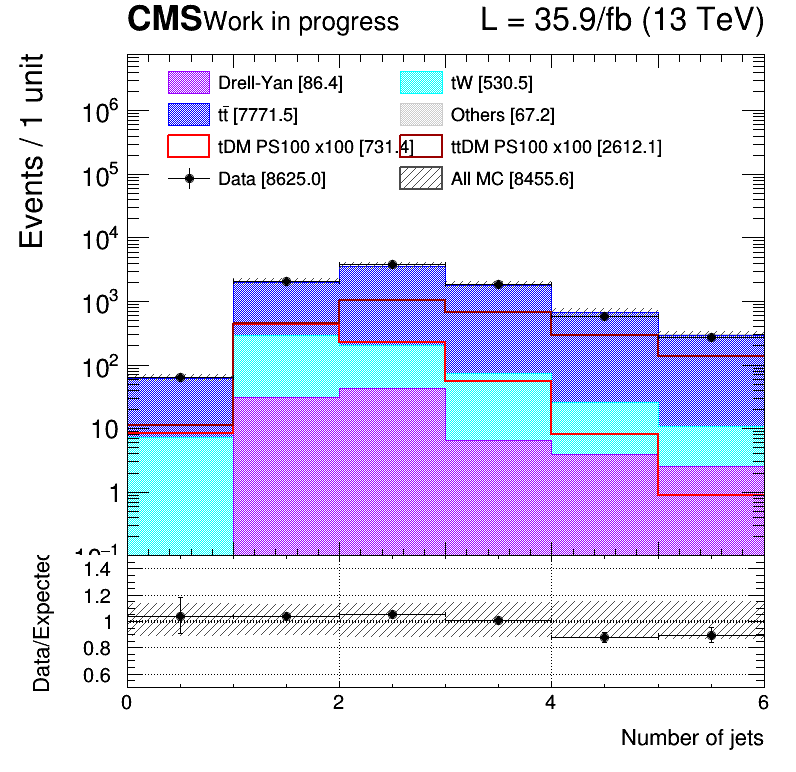 CMS Work in progress L = 35.9/fb (13 TeV)
Events / 1 unit
Drell-Yan [86.4] tW [530.5]
tt̄ [7771.5] Others [67.2]
tDM PS100 x100 [731.4] ttDM PS100 x100 [2612.1]
Data [8625.0] All MC [8455.6]
10⁶
10⁵
10⁴
10³
10²
10
1
10⁻¹
Data/Expected
1.4
1.2
1
0.8
0.6
0 2 4 6
Number of jets